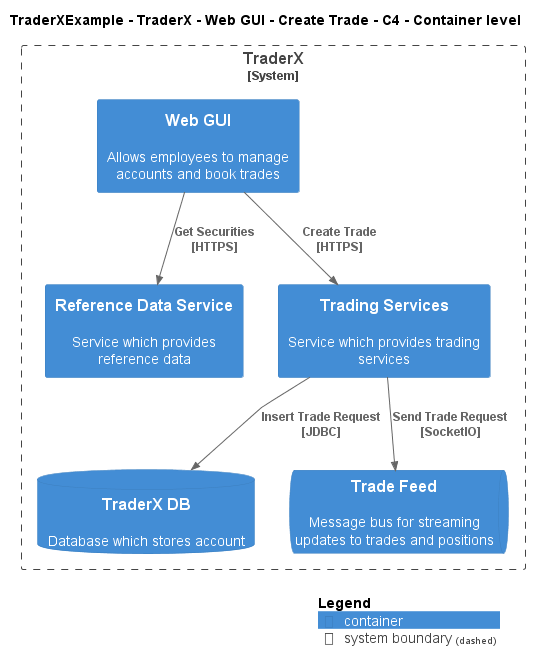 TraderXExample - TraderX - Web GUI - Create Trade - C4 - Container level
TraderX
[System]
Web GUI
Allows employees to manage
accounts and book trades
Get Securities
[HTTPS]
Create Trade
[HTTPS]
Reference Data Service
Service which provides
reference data
Trading Services
Service which provides trading
services
Insert Trade Request
[JDBC]
Send Trade Request
[SocketIO]
TraderX DB
Database which stores account
Trade Feed
Message bus for streaming
updates to trades and positions
Legend
container
system boundary (dashed)